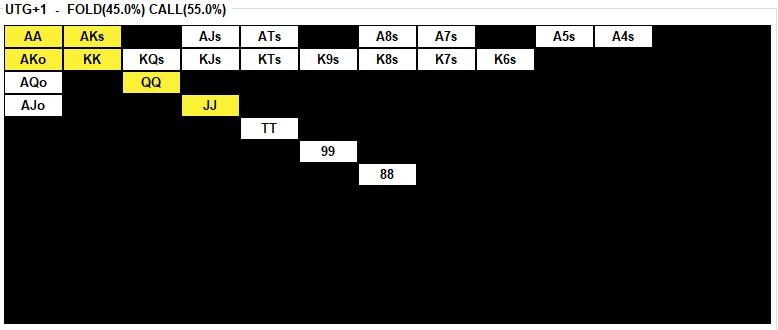 UTG+1 - FOLD(45.0%) CALL(55.0%)
AA AKs AJs ATs A8s A7s A5s A4s
AKo KK KQs KJs KTs K9s K8s K7s K6s
AQo QQ
AJo JJ
TT
99
88